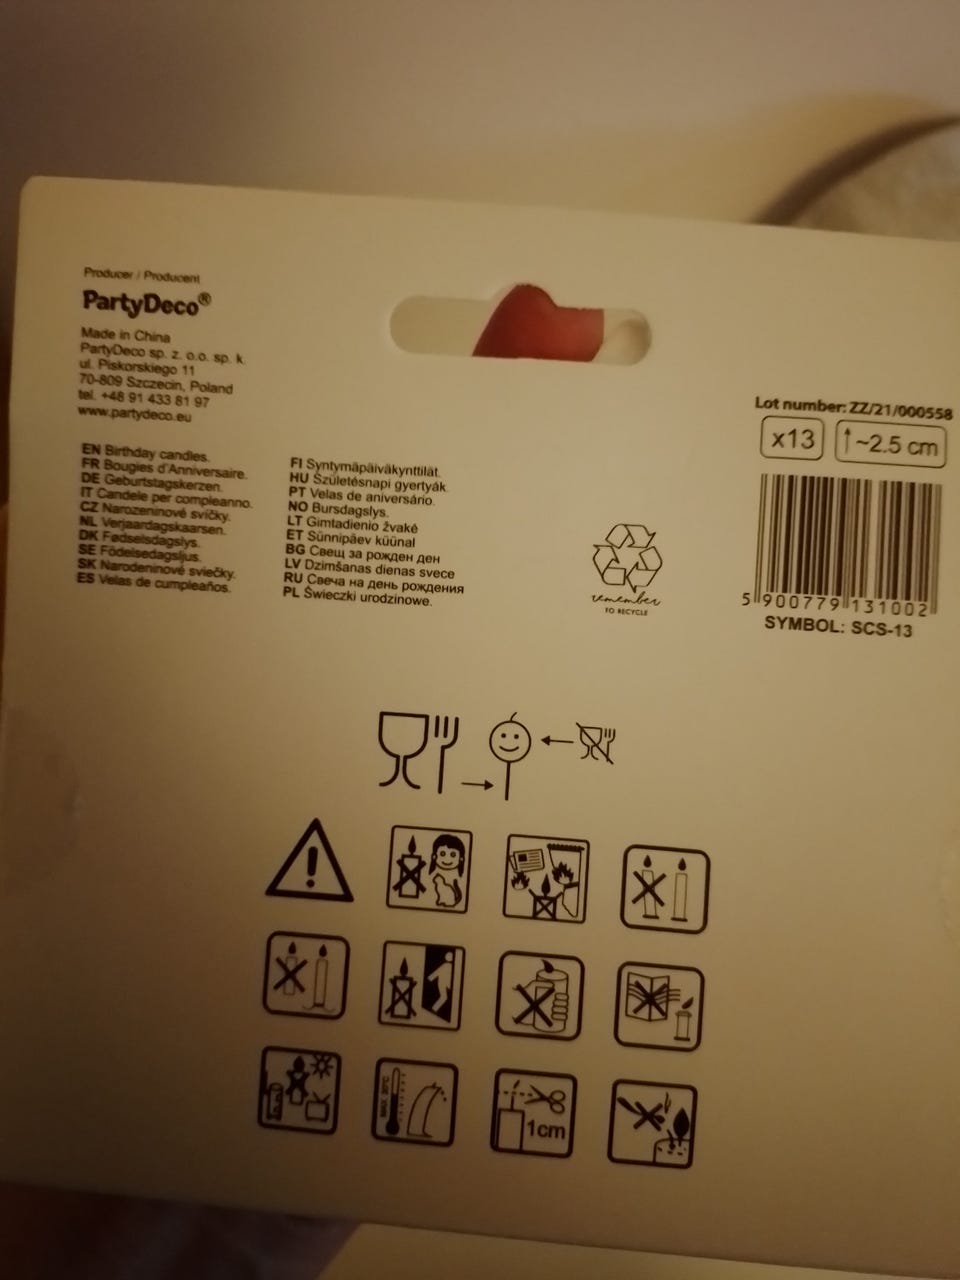 Producer / Producent
PartyDeco®
Made in China
PartyDeco sp. z. o.o. sp. k.
ul. Piskorskiego 11
70-809 Szczecin, Poland
tel. +48 91 433 81 97
www.partydeco.eu
EN Birthday candles.
FR Bougies d'Anniversaire.
DE Geburtstagskerzen.
IT Candele per compleanno.
CZ Narozeninové svíčky.
NL Verjaardagskaarsen.
DK Fødselsdagslys.
SE Födelsedagsljus.
SK Narodeninové sviečky.
ES Velas de cumpleaños.
FI Syntymäpäiväkynttilät.
HU Születésnapi gyertyák.
PT Velas de aniversário.
NO Bursdagslys.
LT Gimtadienio žvakė
ET Sünnipäev küünal
BG Свещ за рожден ден
LV Dzimšanas dienas svece
RU Свеча на день рождения
PL Świeczki urodzinowe.
remember
TO RECYCLE
Lot number: ZZ/21/000558
x13
~2.5 cm
5 900779 131002
SYMBOL: SCS-13
MAX. 30°C
1cm